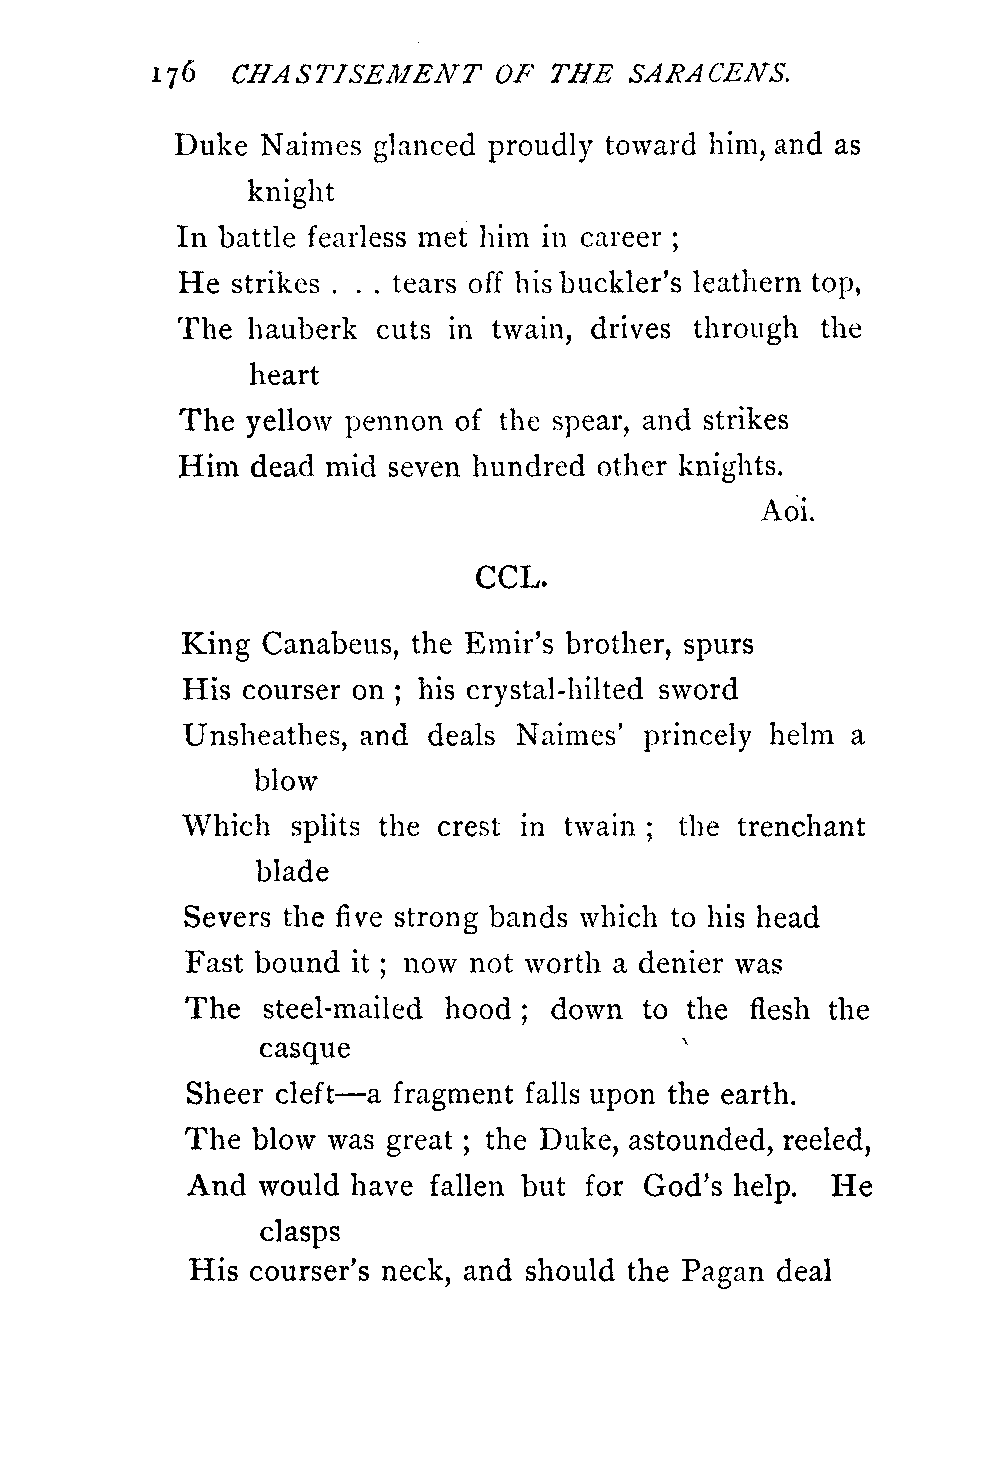 176 CHASTISEMENT OF THE SARACENS.
Duke Naimes glanced proudly toward him, and as
knight
In battle fearless met him in career ;
He strikes . . . tears off his buckler's leathern top,
The hauberk cuts in twain, drives through the
heart
The yellow pennon of the spear, and strikes
Him dead mid seven hundred other knights.
Aoi.
CCL.
King Canabeus, the Emir's brother, spurs
His courser on ; his crystal-hilted sword
Unsheathes, and deals Naimes' princely helm a
blow
Which splits the crest in twain ; the trenchant
blade
Severs the five strong bands which to his head
Fast bound it ; now not worth a denier was
The steel-mailed hood ; down to the flesh the
casque
Sheer cleft—a fragment falls upon the earth.
The blow was great ; the Duke, astounded, reeled,
And would have fallen but for God's help. He
clasps
His courser's neck, and should the Pagan deal